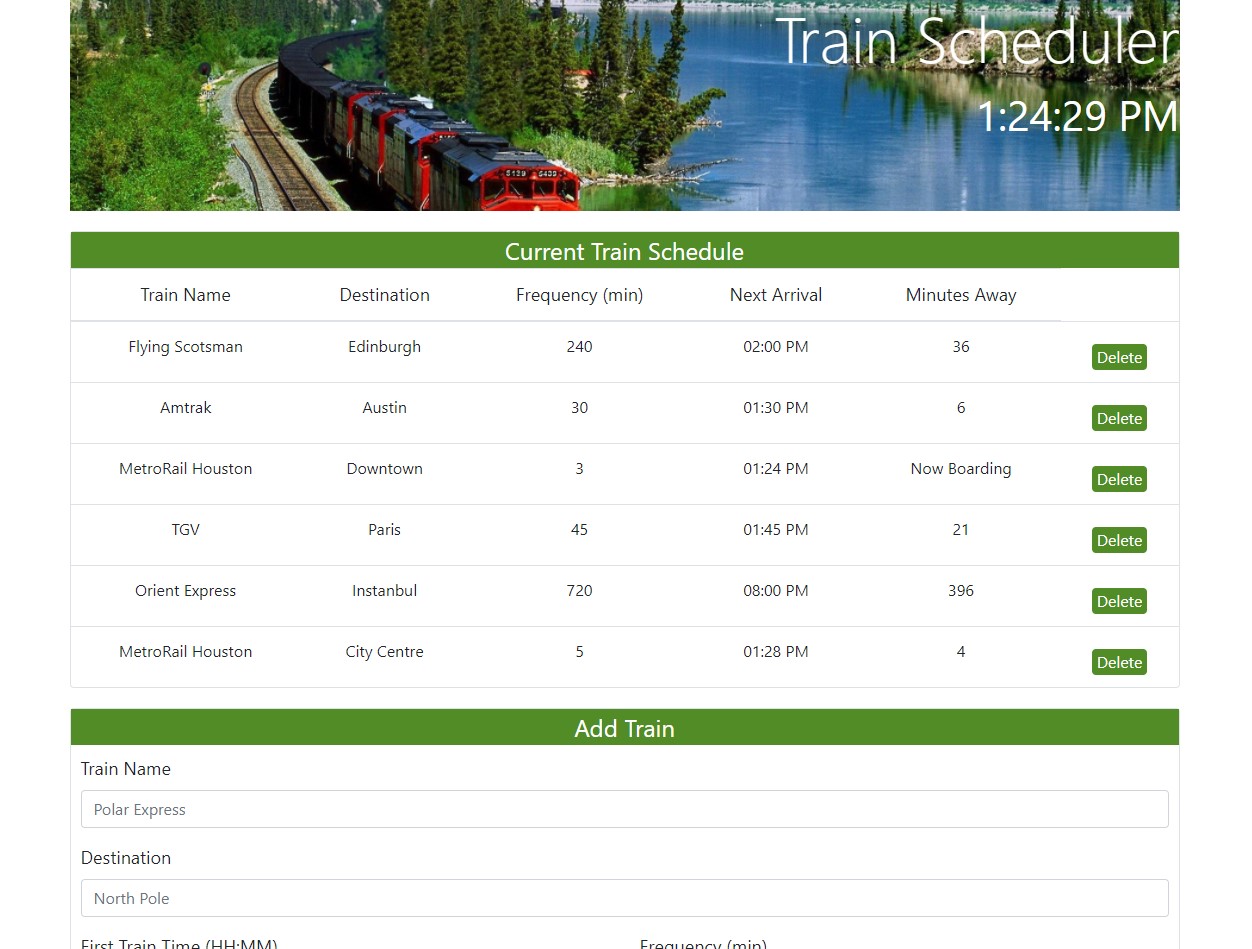 Train Scheduler
1:24:29 PM
5139 5409
Current Train Schedule
Train Name Destination Frequency (min) Next Arrival Minutes Away
Flying Scotsman Edinburgh 240 02:00 PM 36 Delete
Amtrak Austin 30 01:30 PM 6 Delete
MetroRail Houston Downtown 3 01:24 PM Now Boarding Delete
TGV Paris 45 01:45 PM 21 Delete
Orient Express Instanbul 720 08:00 PM 396 Delete
MetroRail Houston City Centre 5 01:28 PM 4 Delete
Add Train
Train Name
Polar Express
Destination
North Pole
First Train Time (HH:MM) Frequency (min)